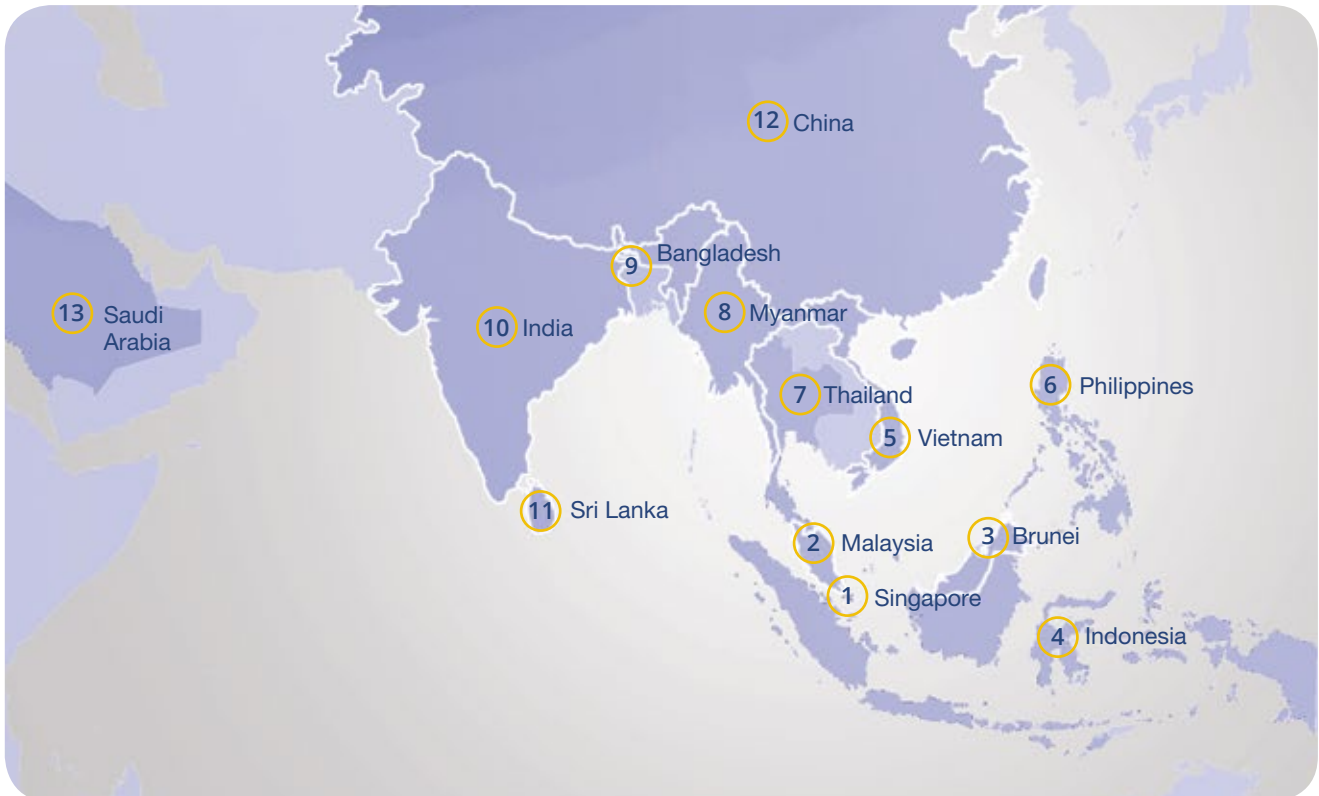 12 China
9 Bangladesh
13 Saudi
Arabia
8 Myanmar
10 India
7 Thailand
6 Philippines
5 Vietnam
11 Sri Lanka
2 Malaysia
3 Brunei
1 Singapore
4 Indonesia